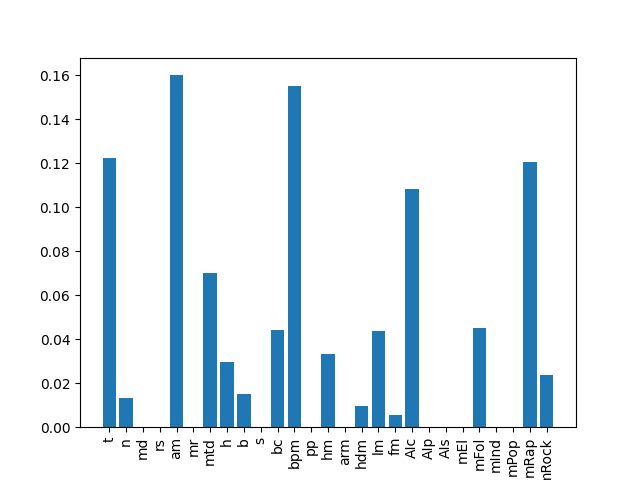 0.16
0.14
0.12
0.10
0.08
0.06
0.04
0.02
0.00
t
n
md
rs
am
mr
mtd
h
b
s
bc
bpm
pp
hm
arm
hdm
lm
fm
Alc
Alp
Als
mEl
mFol
mInd
mPop
mRap
mRock